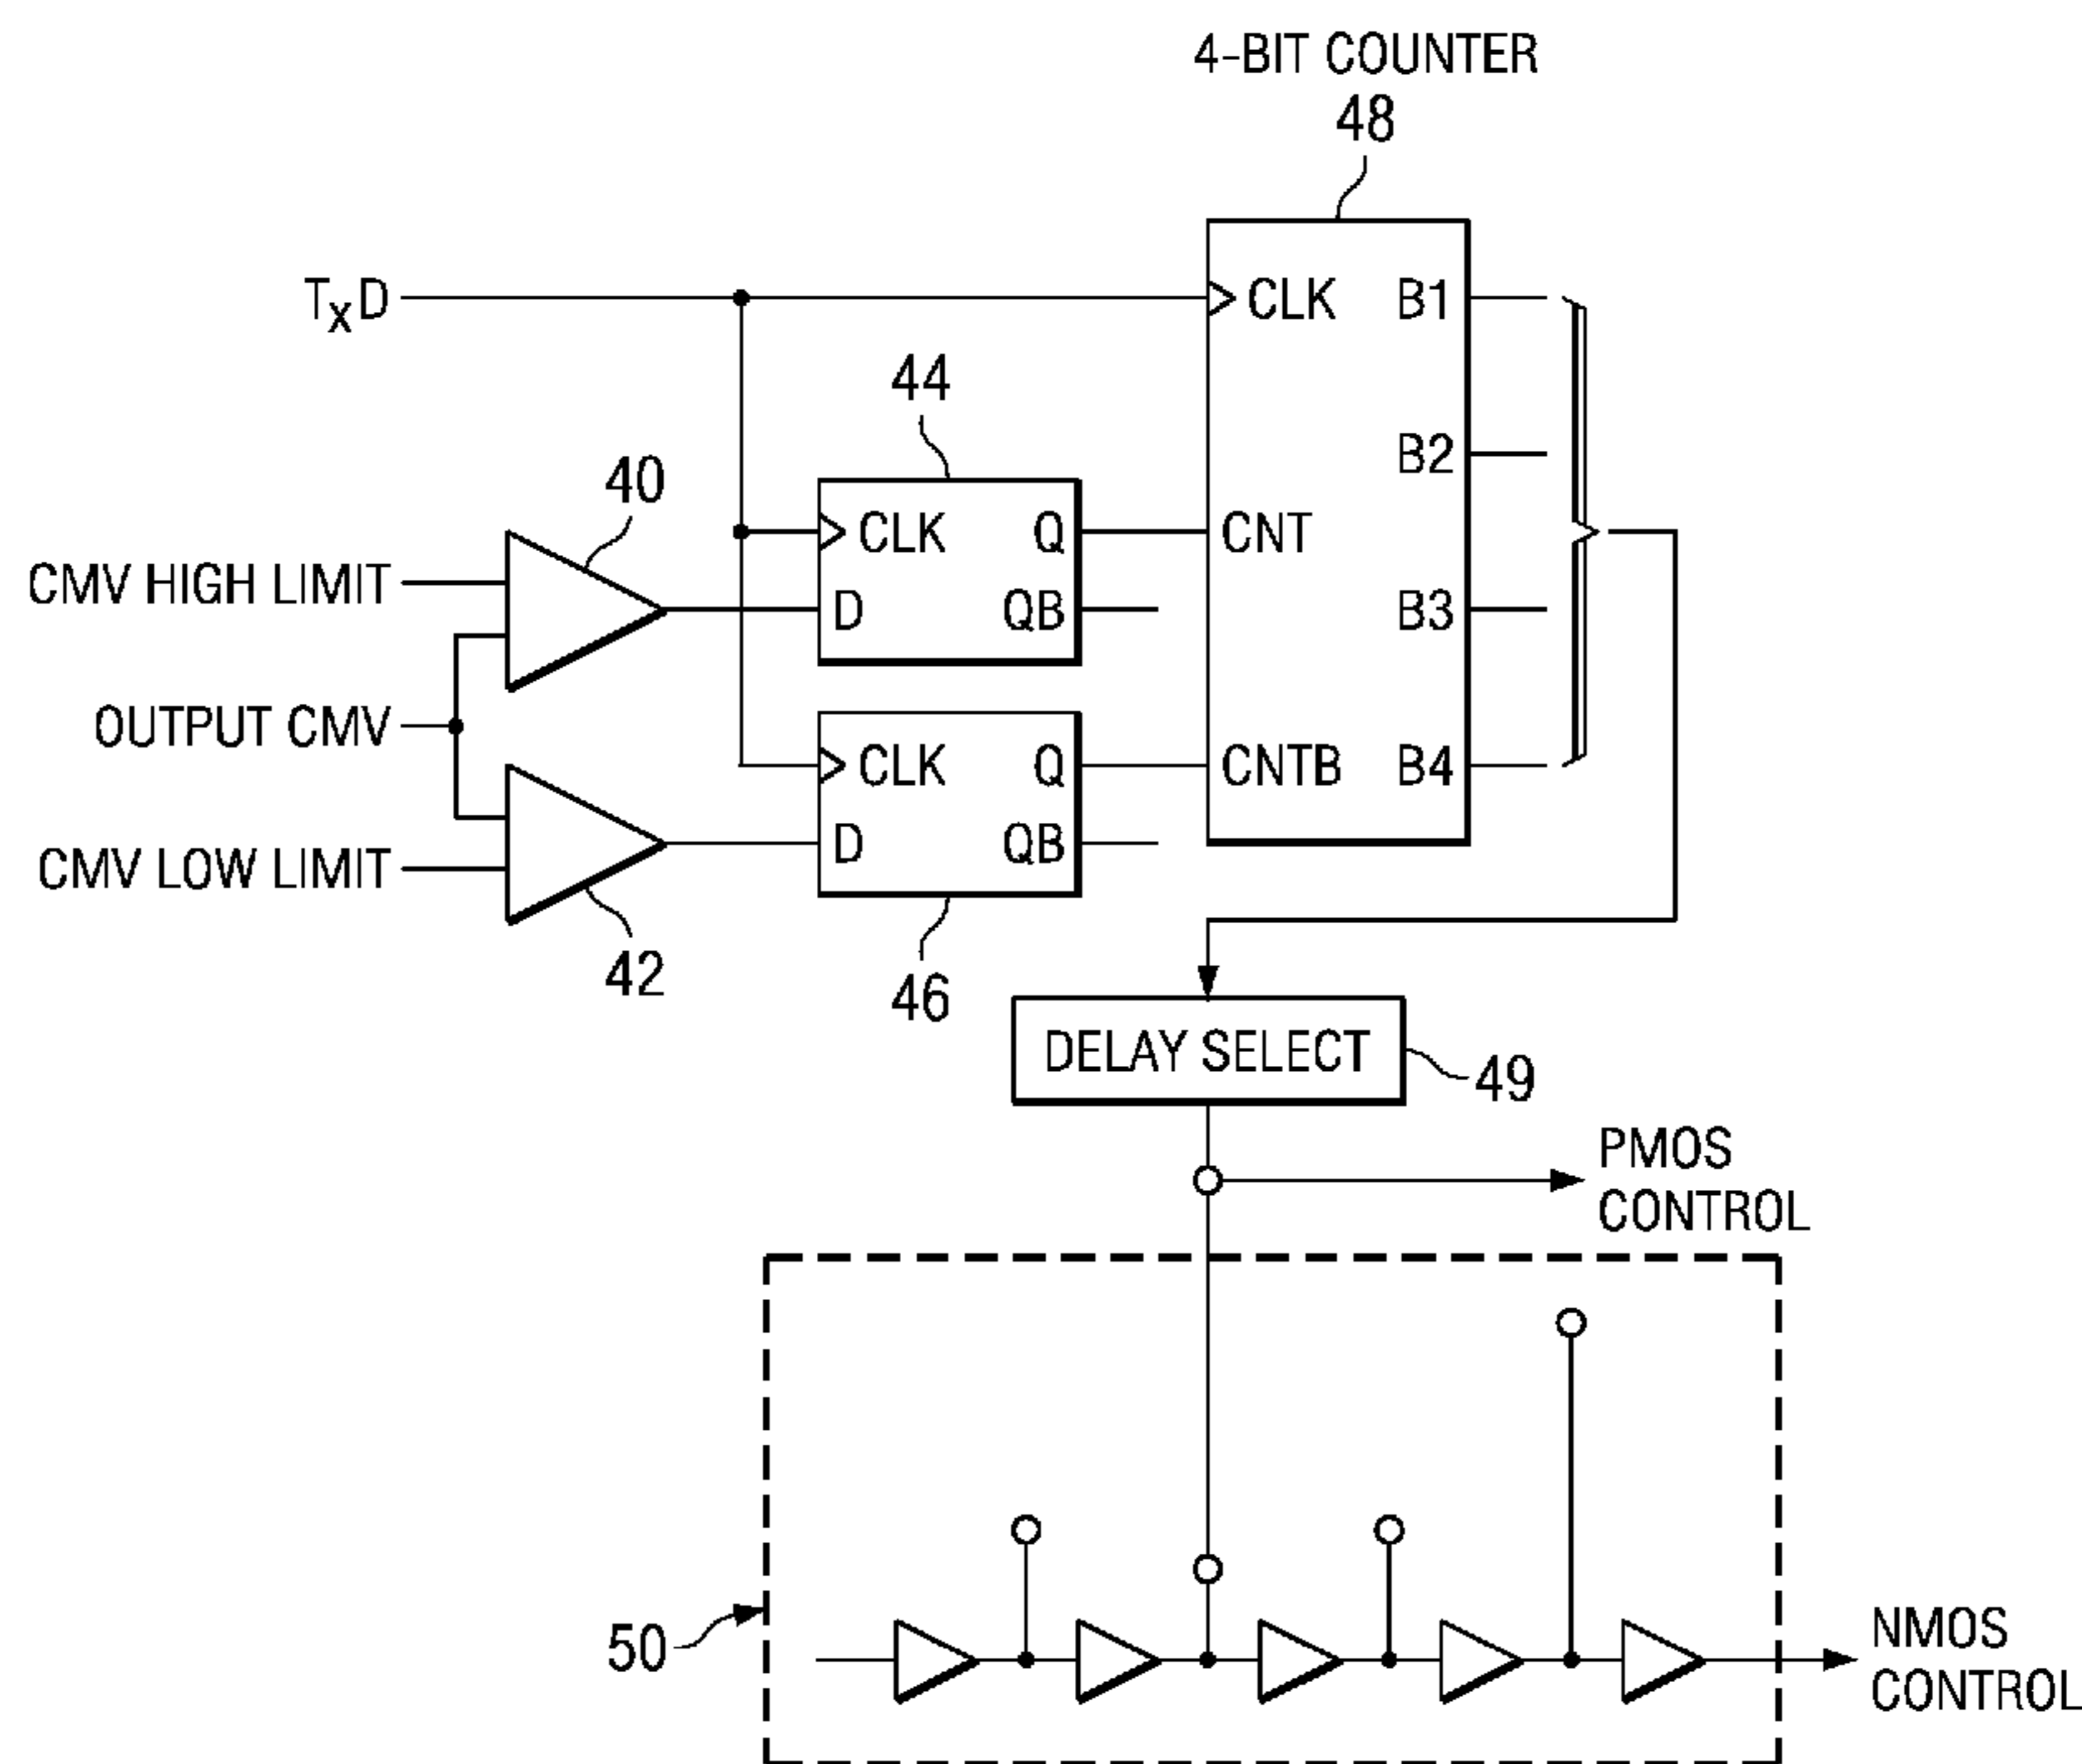 4-BIT COUNTER
48
TxD
CLK
B1
44
B2
40
CLK
Q
CNT
CMV HIGH LIMIT
D
QB
B3
OUTPUT CMV
CLK
Q
CNTB
B4
CMV LOW LIMIT
D
QB
42
46
DELAY SELECT
49
PMOS
CONTROL
50
NMOS
CONTROL